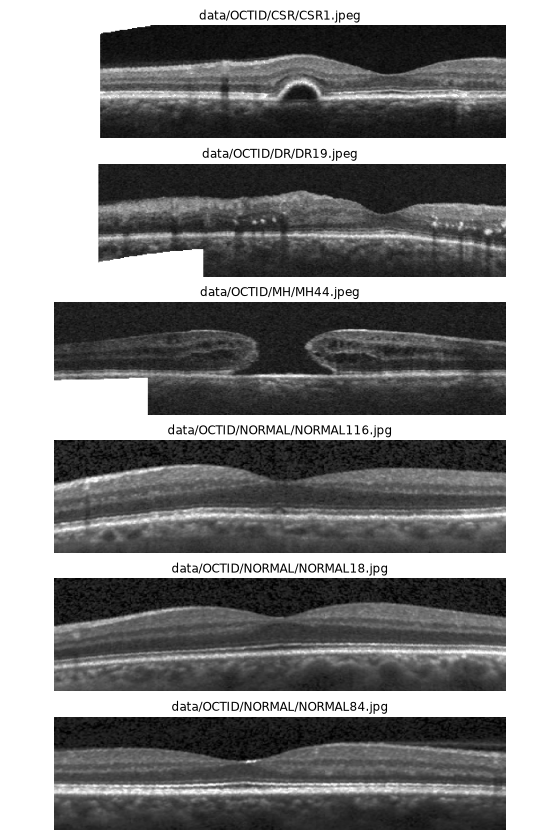 data/OCTID/CSR/CSR1.jpeg
data/OCTID/DR/DR19.jpeg
data/OCTID/MH/MH44.jpeg
data/OCTID/NORMAL/NORMAL116.jpg
data/OCTID/NORMAL/NORMAL18.jpg
data/OCTID/NORMAL/NORMAL84.jpg